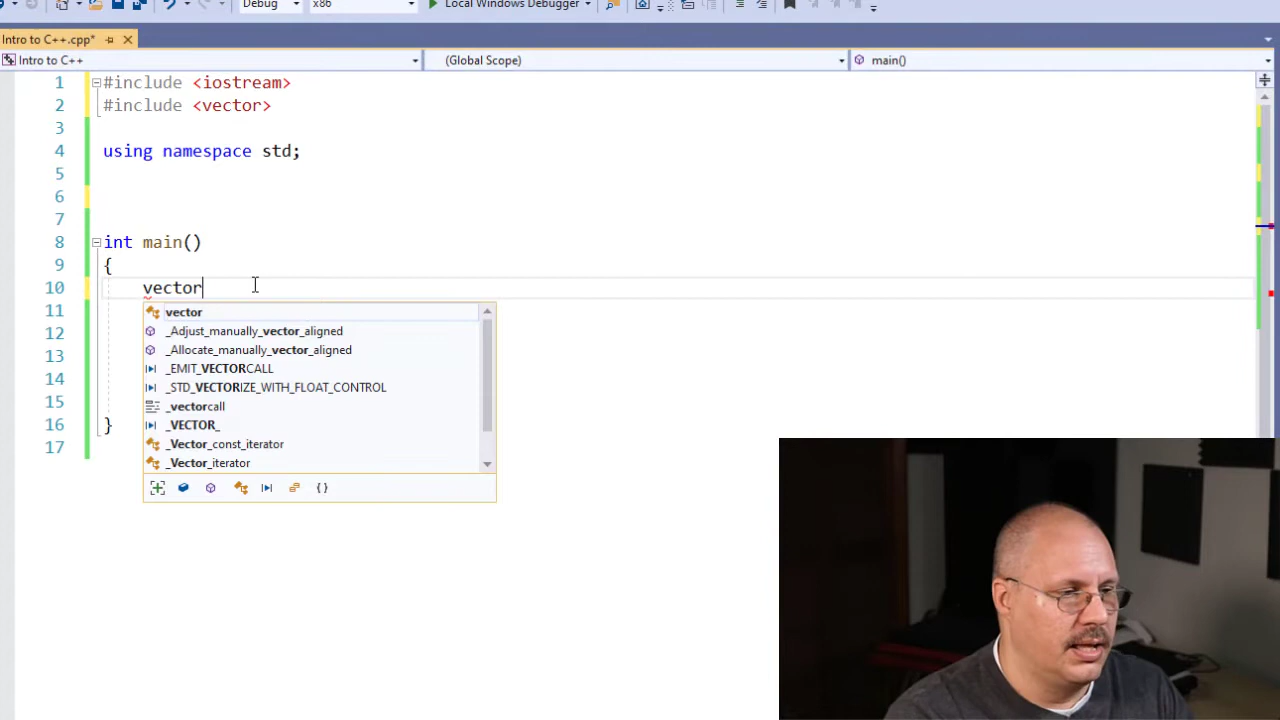 Debug x86 Local Windows Debugger
Intro to C++.cpp*
Intro to C++ (Global Scope) main()
1 #include <iostream>
2 #include <vector>
3
4 using namespace std;
5
6
7
8 int main()
9 {
10 vector
11 vector
12 _Adjust_manually_vector_aligned
13 _Allocate_manually_vector_aligned
_EMIT_VECTORCALL
14 _STD_VECTORIZE_WITH_FLOAT_CONTROL
15 _vectorcall
16 } _VECTOR_
17 _Vector_const_iterator
_Vector_iterator
{ }